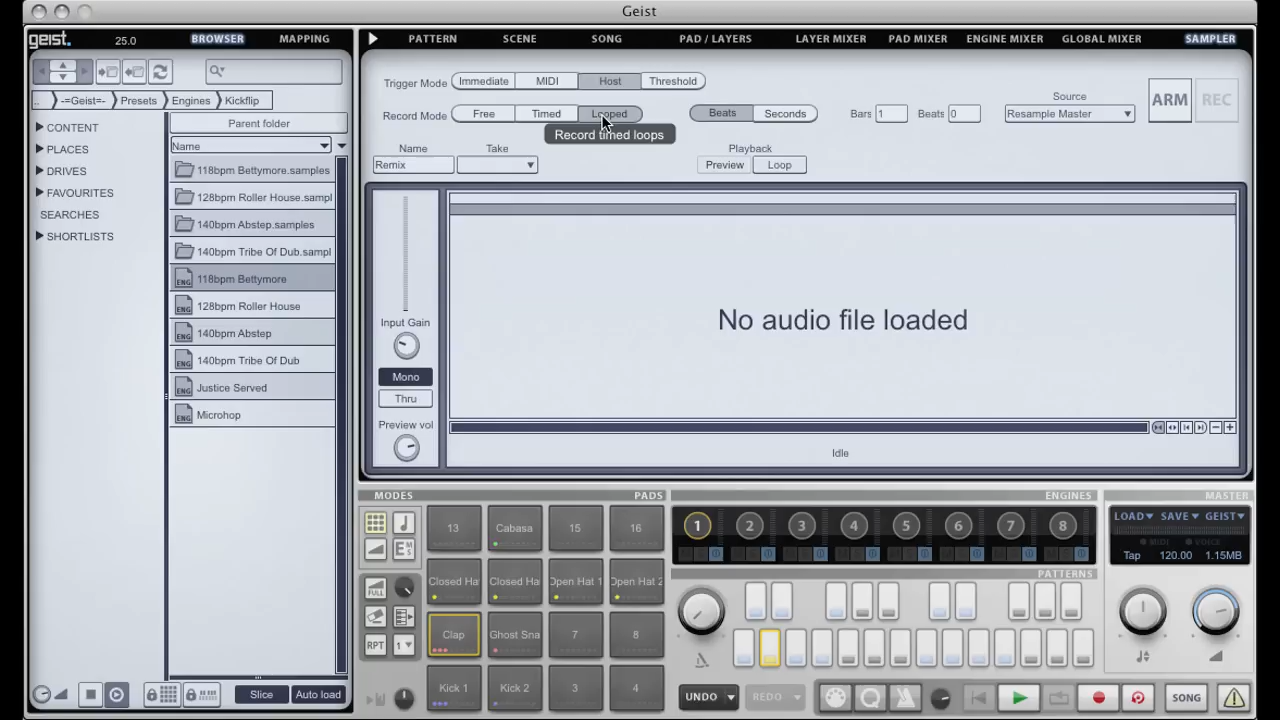 Geist
geist. 25.0 BROWSER MAPPING PATTERN SCENE SONG PAD / LAYERS LAYER MIXER PAD MIXER ENGINE MIXER GLOBAL MIXER SAMPLER
Trigger Mode Immediate MIDI Host Threshold
Record Mode Free Timed Looped Beats Seconds Bars 1 Beats 0 Source Resample Master ARM REC
Record timed loops
Name Take Playback
Remix Preview Loop
.. -=Geist=- Presets Engines Kickflip
Parent folder
Name
CONTENT
PLACES
DRIVES
FAVOURITES
SEARCHES
SHORTLISTS
118bpm Bettymore.samples
128bpm Roller House.sampl
140bpm Abstep.samples
140bpm Tribe Of Dub.sampl
ENG 118bpm Bettymore
ENG 128bpm Roller House
ENG 140bpm Abstep
ENG 140bpm Tribe Of Dub
ENG Justice Served
ENG Microhop
Input Gain
Mono
Thru
Preview vol
No audio file loaded
Idle
MODES PADS ENGINES MASTER
13 Cabasa 15 16
Closed Ha Closed Ha Open Hat 1 Open Hat 2
Clap Ghost Sna 7 8
Kick 1 Kick 2 3 4
FULL
RPT 1
1 2 3 4 5 6 7 8
LOAD SAVE GEIST
MIDI VOICE
Tap 120.00 1.15MB
PATTERNS
Slice Auto load
UNDO REDO SONG